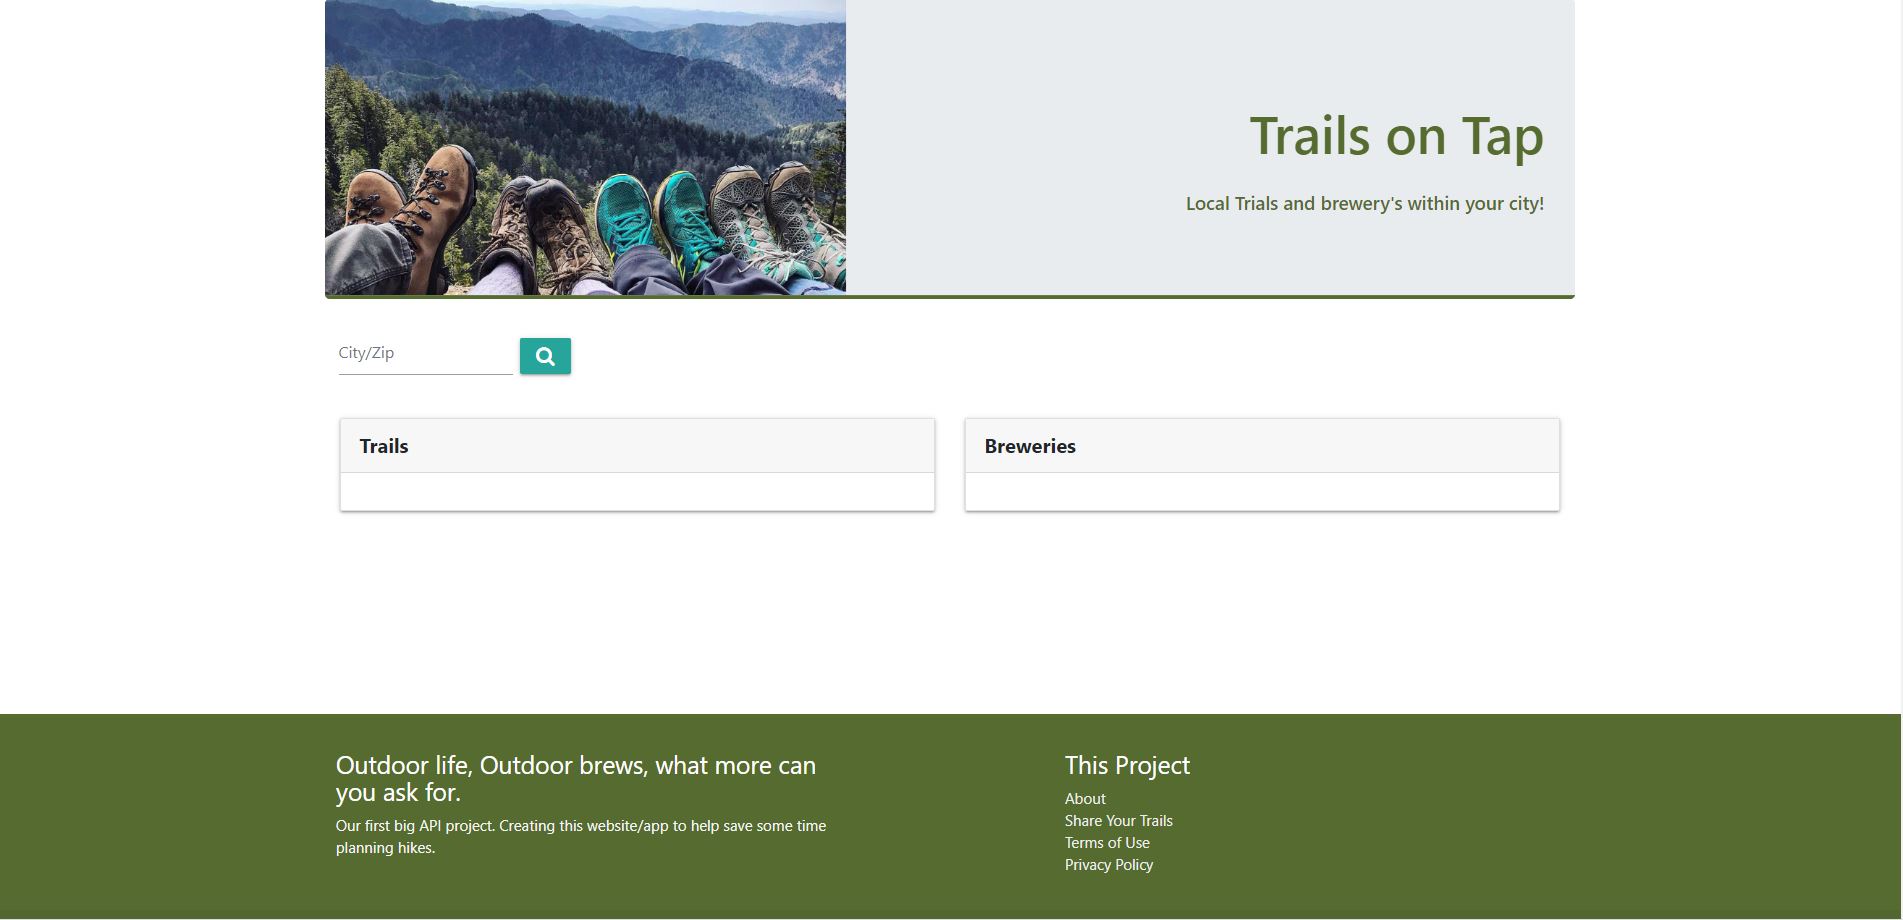 Trails on Tap
Local Trials and brewery's within your city!
City/Zip
Trails
Breweries
Outdoor life, Outdoor brews, what more can
you ask for.
Our first big API project. Creating this website/app to help save some time
planning hikes.
This Project
About
Share Your Trails
Terms of Use
Privacy Policy